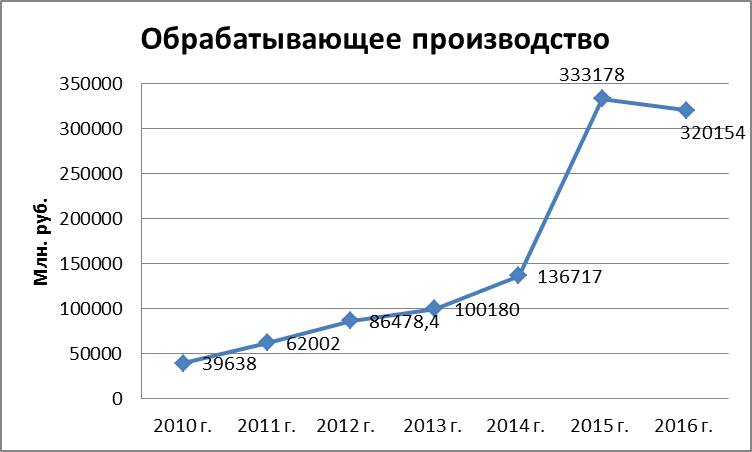 Обрабатывающее производство
Млн. руб.
350000
300000
250000
200000
150000
100000
50000
0
39638
62002
86478,4
100180
136717
333178
320154
2010 г.
2011 г.
2012 г.
2013 г.
2014 г.
2015 г.
2016 г.